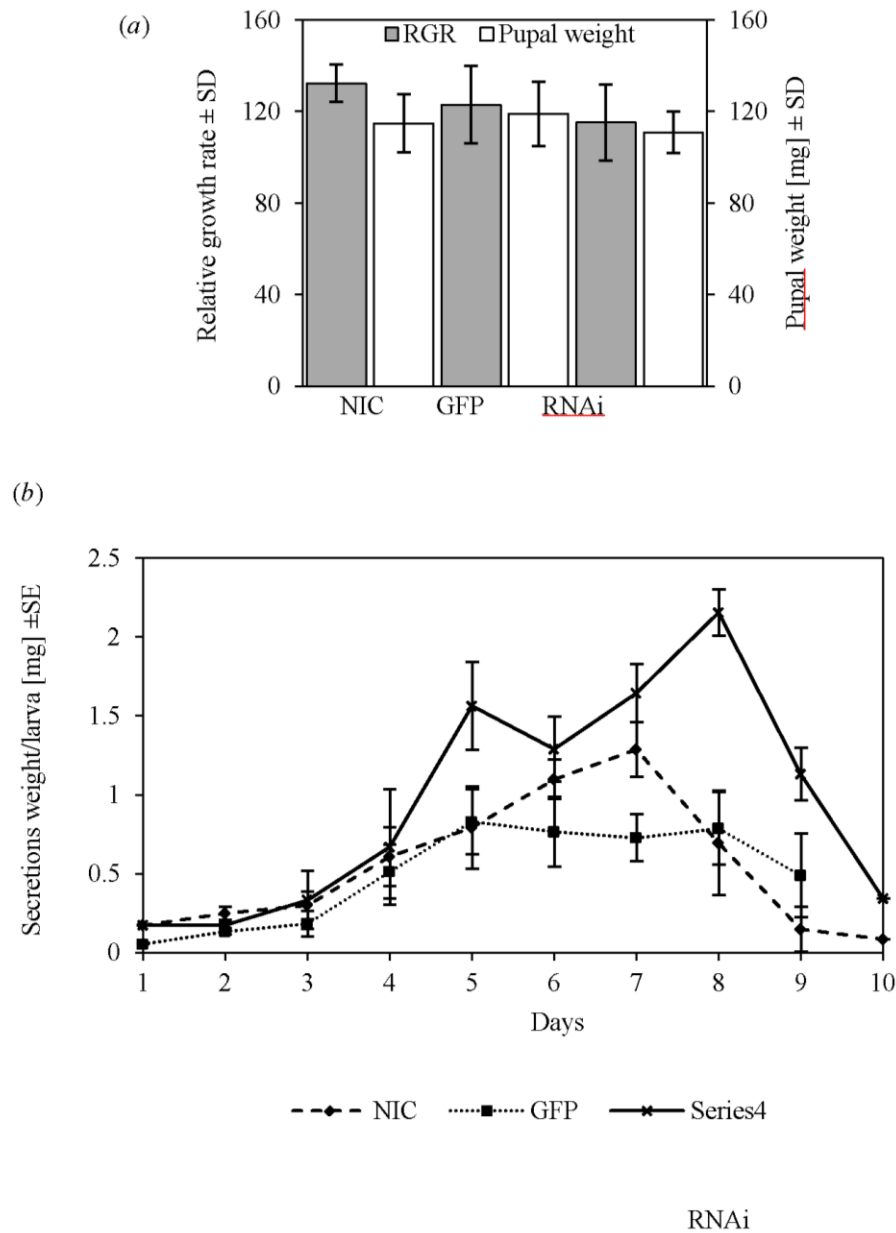 (a)
RGR Pupal weight
Relative growth rate ± SD
Pupal weight [mg] ± SD
160 160
120 120
80 80
40 40
0 0
NIC GFP RNAi
(b)
Secretions weight/larva [mg] ±SE
2.5
2
1.5
1
0.5
0
1 2 3 4 5 6 7 8 9 10
Days
NIC GFP Series4
RNAi